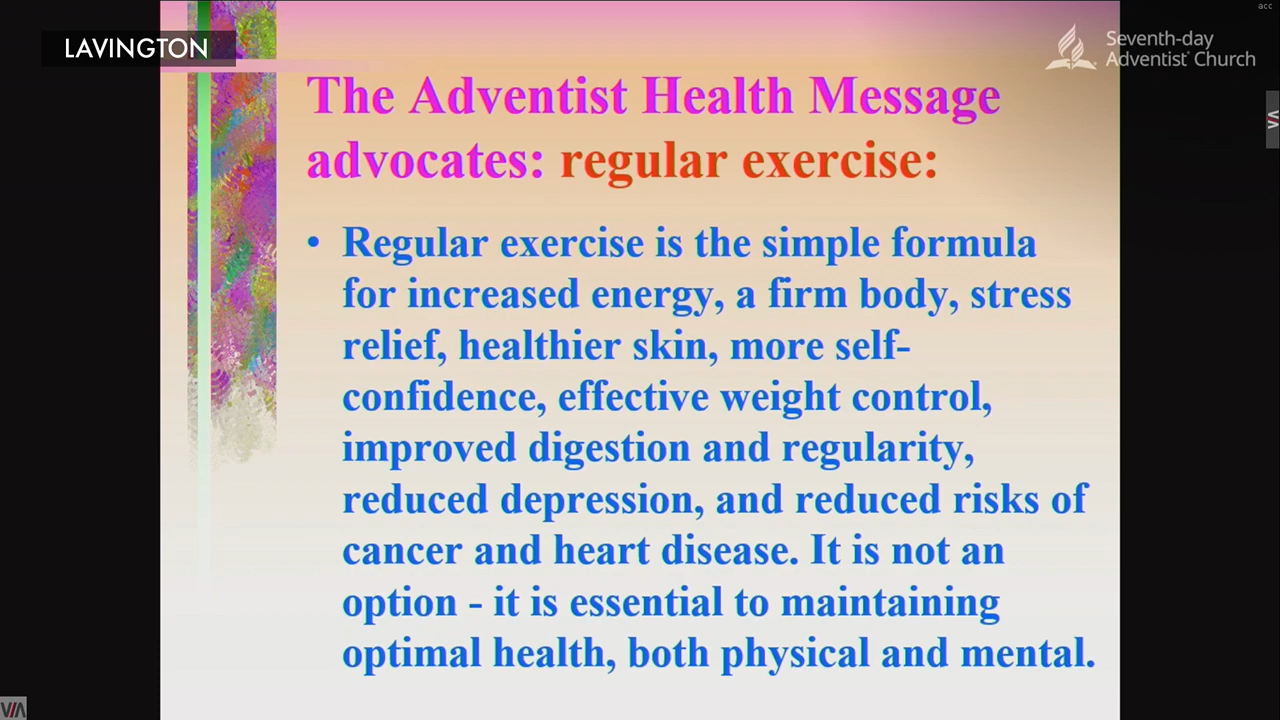 acc
LAVINGTON
Seventh-day
Adventist® Church
The Adventist Health Message
advocates: regular exercise:
• Regular exercise is the simple formula
for increased energy, a firm body, stress
relief, healthier skin, more self-
confidence, effective weight control,
improved digestion and regularity,
reduced depression, and reduced risks of
cancer and heart disease. It is not an
option - it is essential to maintaining
optimal health, both physical and mental.
VIA
VIA